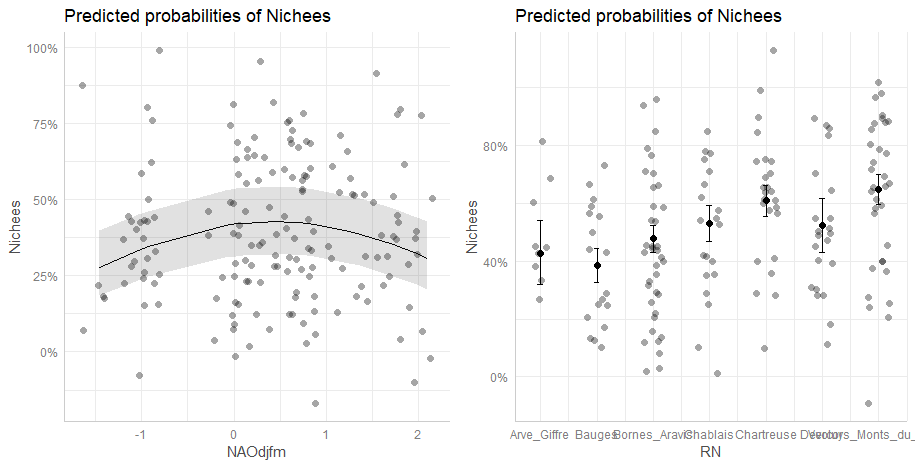 Predicted probabilities of Nichees
100%
75%
50%
25%
0%
Nichees
-1 0 1 2
NAOdjfm
Predicted probabilities of Nichees
80%
40%
0%
Nichees
Arve_Giffre Bauges Bornes_Aravis Chablais Chartreuse
RN